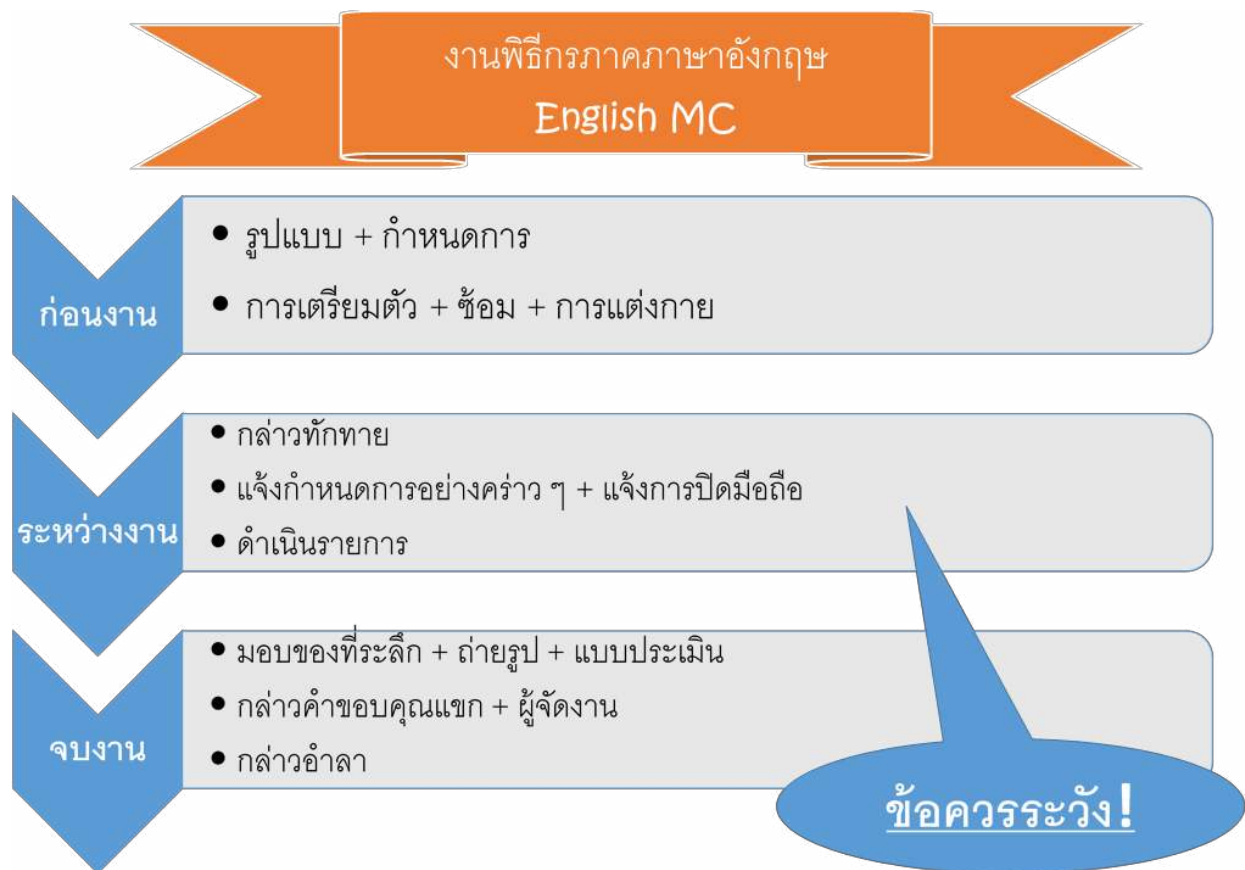 งานพิธีกรภาคภาษาอังกฤษ
English MC
ก่อนงาน
• รูปแบบ + กำหนดการ
• การเตรียมตัว + ซ้อม + การแต่งกาย
ระหว่างงาน
• กล่าวทักทาย
• แจ้งกำหนดการอย่างคร่าว ๆ + แจ้งการปิดมือถือ
• ดำเนินรายการ
จบงาน
• มอบของที่ระลึก + ถ่ายรูป + แบบประเมิน
• กล่าวคำขอบคุณแขก + ผู้จัดงาน
• กล่าวอำลา
ข้อควรระวัง!